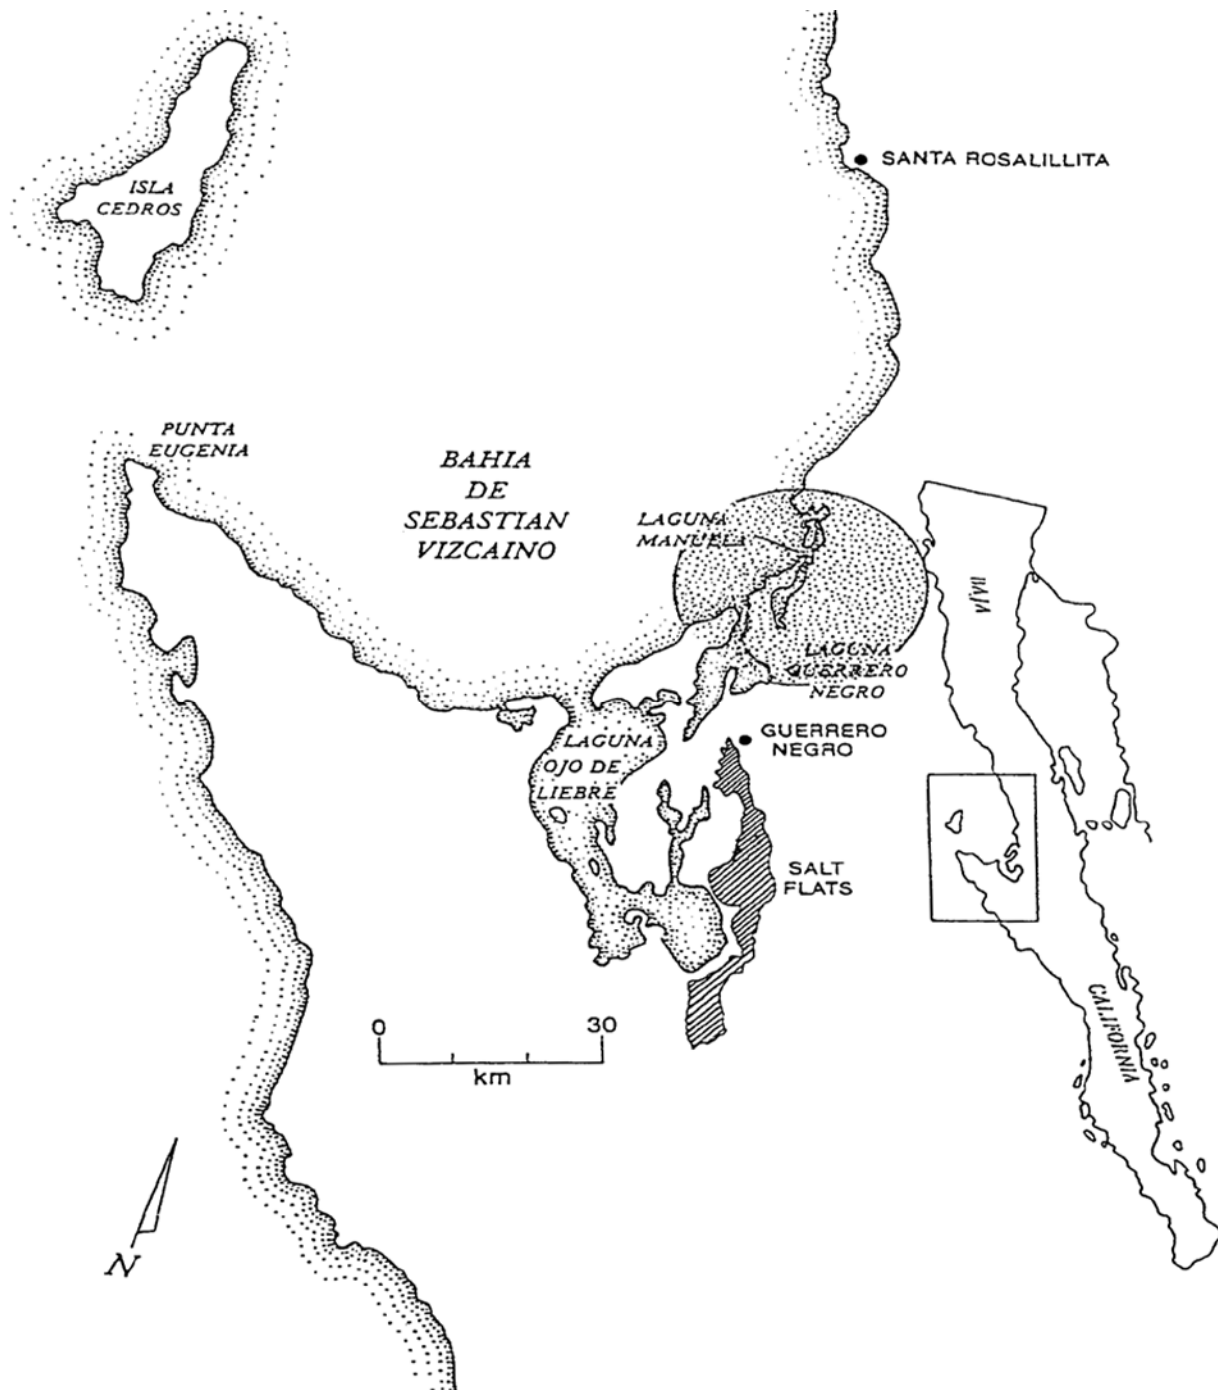 SANTA ROSALILLITA
ISLA
CEDROS
PUNTA
EUGENIA
BAHIA
DE
SEBASTIAN
VIZCAINO
LAGUNA
MANUELA
LAGUNA
GUERRERO
NEGRO
GUERRERO
NEGRO
LAGUNA
OJO DE
LIEBRE
SALT
FLATS
0 30
km
N
CALIFORNIA